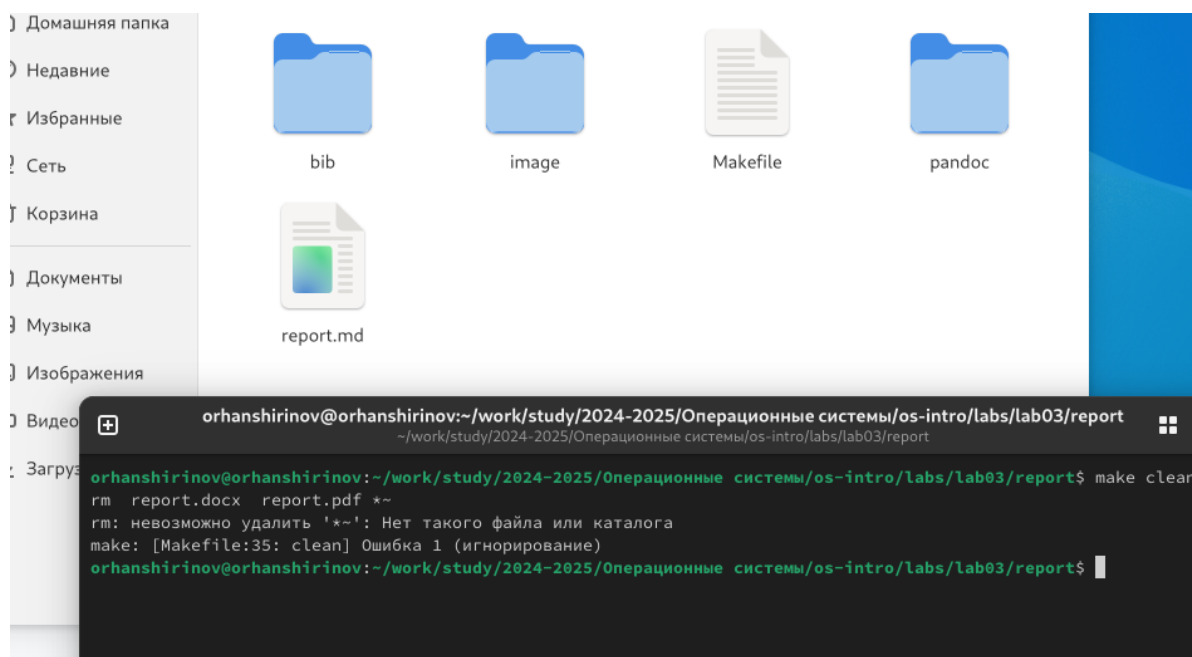 Домашняя папка
Недавние
Избранные
Сеть
Корзина
Документы
Музыка
Изображения
Видео
Загруз
bib
image
Makefile
pandoc
report.md
orhanshirinov@orhanshirinov:~/work/study/2024-2025/Операционные системы/os-intro/labs/lab03/report
~/work/study/2024-2025/Операционные системы/os-intro/labs/lab03/report
orhanshirinov@orhanshirinov:~/work/study/2024-2025/Операционные системы/os-intro/labs/lab03/report$ make clean
rm  report.docx  report.pdf *~
rm: невозможно удалить '*~': Нет такого файла или каталога
make: [Makefile:35: clean] Ошибка 1 (игнорирование)
orhanshirinov@orhanshirinov:~/work/study/2024-2025/Операционные системы/os-intro/labs/lab03/report$